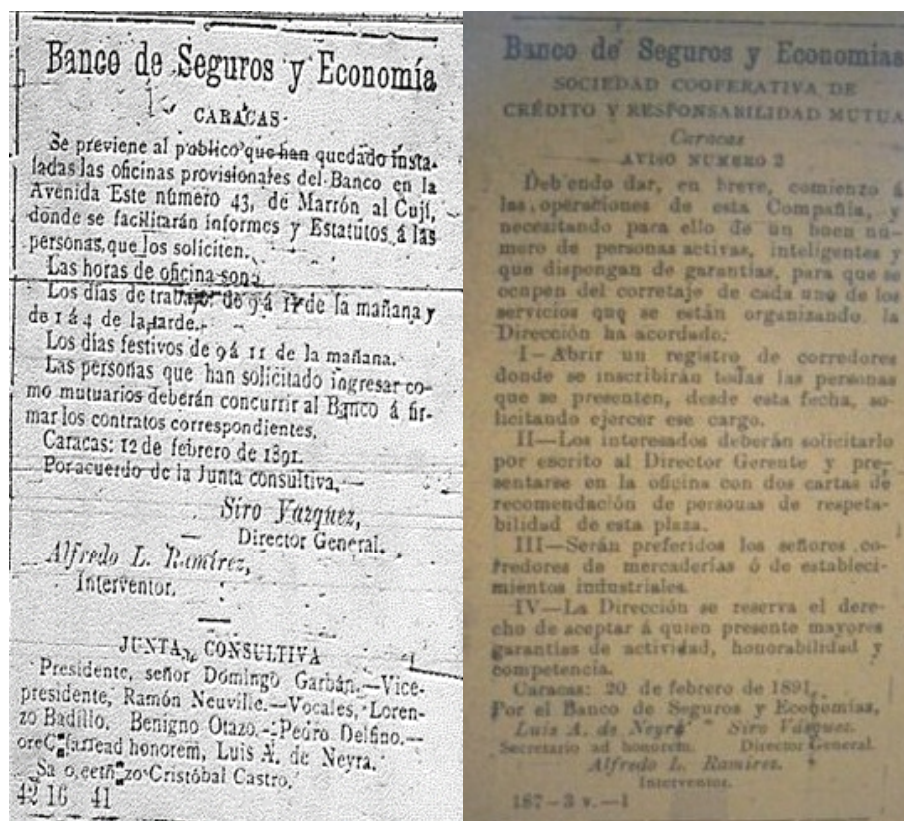 Banco de Seguros y Economía
CARACAS
Se previene al público que han quedado insta-
ladas las oficinas provisionales del Banco en la
Avenida Este número 43, de Marrón al Cují,
donde se facilitarán informes y Estatutos á las
personas que los soliciten.
Las horas de oficina son
Los días de trabajo de 9 á 11 de la mañana y
de 1 á 4 de la tarde.
Los días festivos de 9 á 11 de la mañana.
Las personas que han solicitado ingresar co-
mo mutuarios deberán concurrir al Banco á fir-
mar los contratos correspondientes.
Caracas: 12 de febrero de 1891.
Por acuerdo de la Junta consultiva,—
Siro Vazquez,
Director General.
Alfredo L. Ramírez,
Interventor.
JUNTA CONSULTIVA
Presidente, señor Domingo Garbán.—Vice-
presidente, Ramón Neuville.—Vocales, Loren-
zo Badillo. Benigno Otazo.—Pedro Delfino.—
ad honorem, Luis A. de Neyra.
Cristóbal Castro.
42 16 41
Banco de Seguros y Economías
SOCIEDAD COOPERATIVA DE
CRÉDITO Y RESPONSABILIDAD MUTUA
Caracas
AVISO NUMERO 2
Debiendo dar, en breve, comienzo á
las operaciones de esta Compañía, y
necesitando para ello de un buen nú-
mero de personas activas, inteligentes y
que dispongan de garantías, para que se
ocupen del corretaje de cada uno de los
servicios que se están organizando la
Dirección ha acordado:
I—Abrir un registro de corredores
donde se inscribirán todas las personas
que se presenten, desde esta fecha, so-
licitando ejercer ese cargo.
II—Los interesados deberán solicitarlo
por escrito al Director Gerente y pre-
sentarse en la oficina con dos cartas de
recomendación de personas de respeta-
bilidad de esta plaza.
III—Serán preferidos los señores co-
rredores de mercaderías ó de estableci-
mientos industriales.
IV—La Dirección se reserva el dere-
cho de aceptar á quien presente mayores
garantías de actividad, honorabilidad y
competencia.
Caracas: 20 de febrero de 1891.
Por el Banco de Seguros y Economías,
Luis A. de Neyra Siro Vásquez.
Secretario ad honorem. Director General.
Alfredo L. Ramirez.
Interventor.
187—3 v.—1